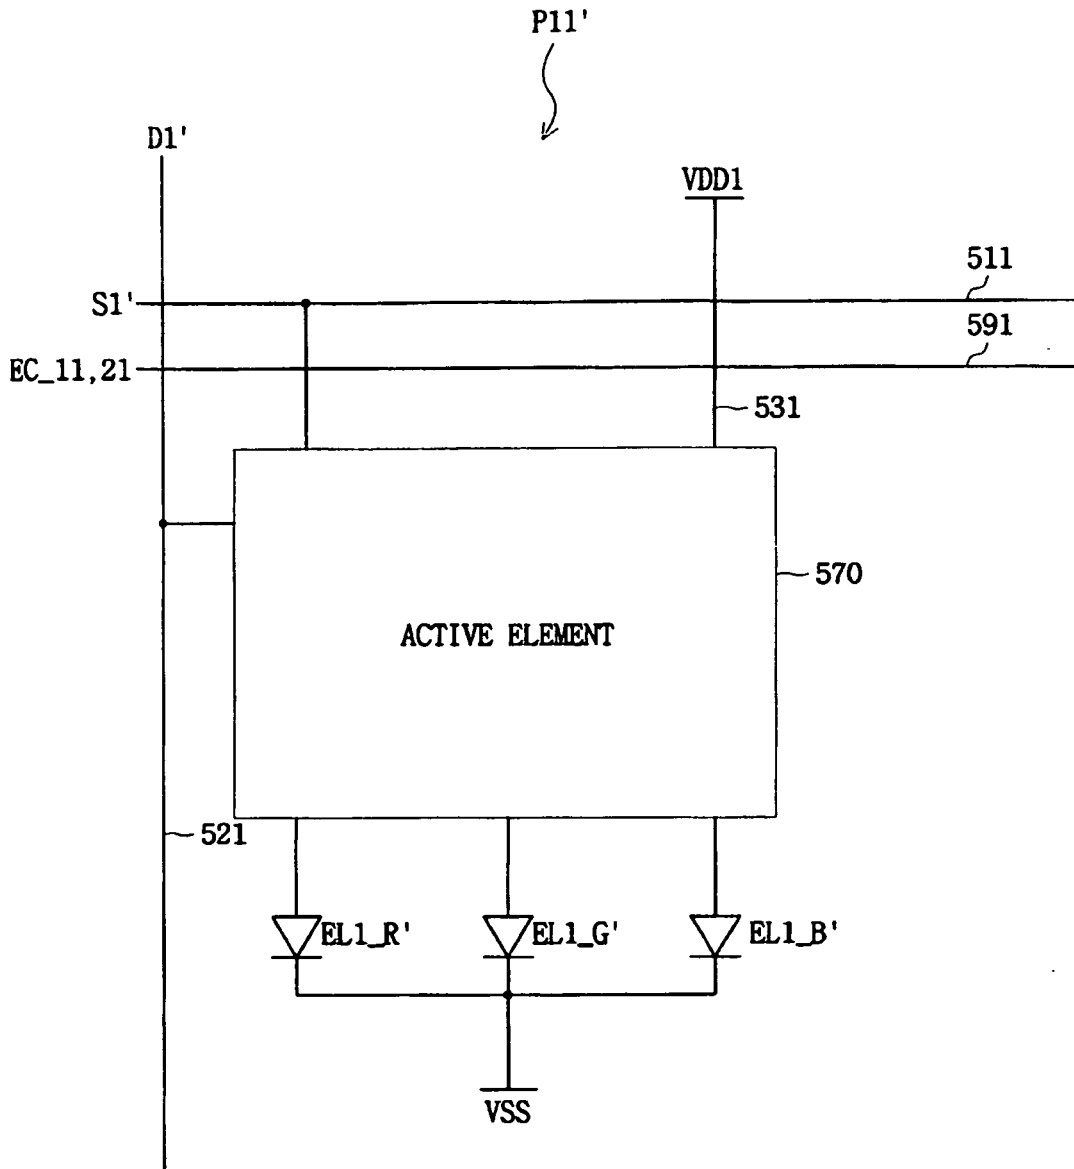 P11'
D1'
VDD1
511
S1'
591
EC_11,21
531
570
ACTIVE ELEMENT
521
EL1_R'
EL1_G'
EL1_B'
VSS